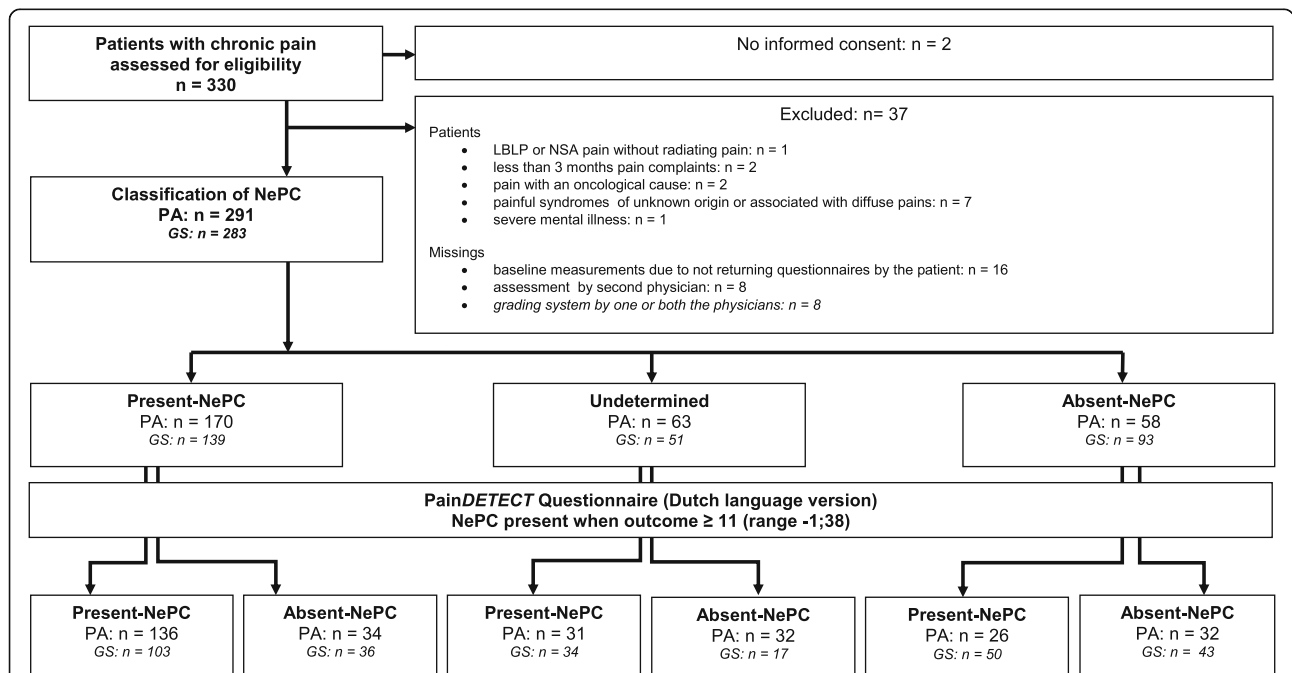 Patients with chronic pain
assessed for eligibility
n = 330
No informed consent: n = 2
Excluded: n= 37
Patients
• LBLP or NSA pain without radiating pain: n = 1
• less than 3 months pain complaints: n = 2
• pain with an oncological cause: n = 2
• painful syndromes of unknown origin or associated with diffuse pains: n = 7
• severe mental illness: n = 1
Missings
• baseline measurements due to not returning questionnaires by the patient: n = 16
• assessment by second physician: n = 8
• grading system by one or both the physicians: n = 8
Classification of NePC
PA: n = 291
GS: n = 283
Present-NePC
PA: n = 170
GS: n = 139
Undetermined
PA: n = 63
GS: n = 51
Absent-NePC
PA: n = 58
GS: n = 93
PainDETECT Questionnaire (Dutch language version)
NePC present when outcome ≥ 11 (range -1;38)
Present-NePC
PA: n = 136
GS: n = 103
Absent-NePC
PA: n = 34
GS: n = 36
Present-NePC
PA: n = 31
GS: n = 34
Absent-NePC
PA: n = 32
GS: n = 17
Present-NePC
PA: n = 26
GS: n = 50
Absent-NePC
PA: n = 32
GS: n = 43